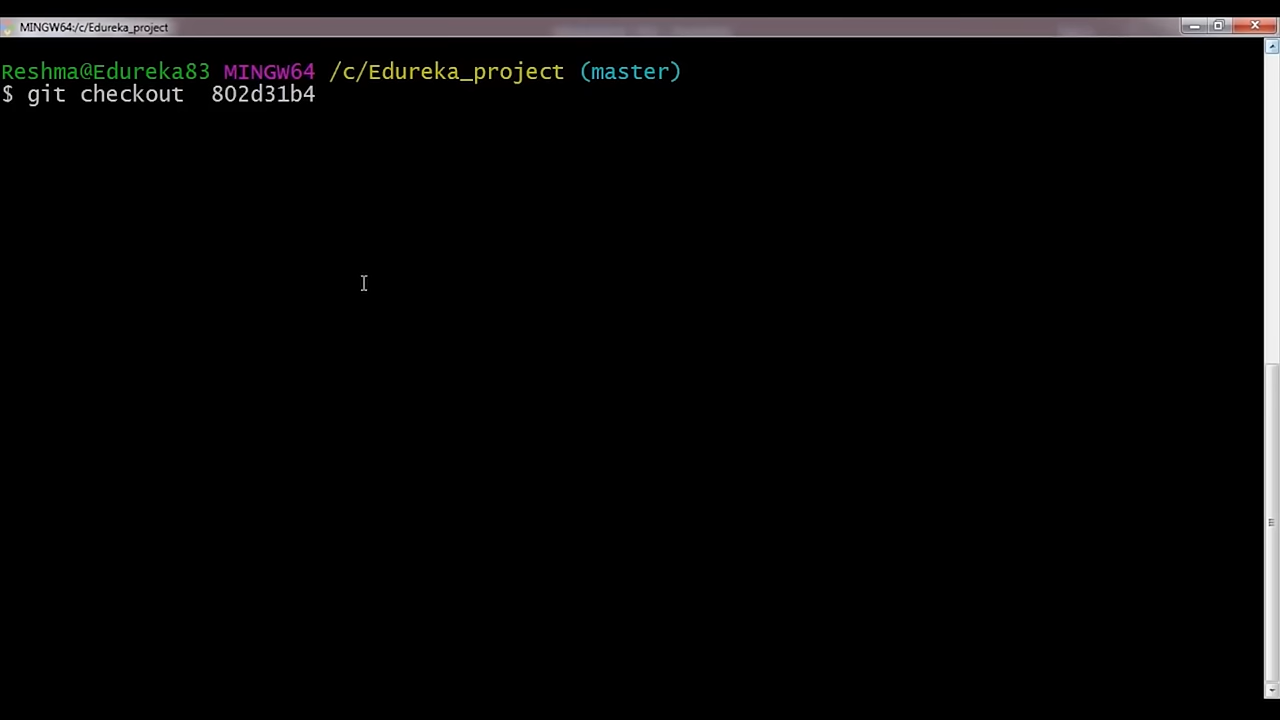 MINGW64:/c/Edureka_project
Reshma@Edureka83 MINGW64 /c/Edureka_project (master)
$ git checkout  802d31b4